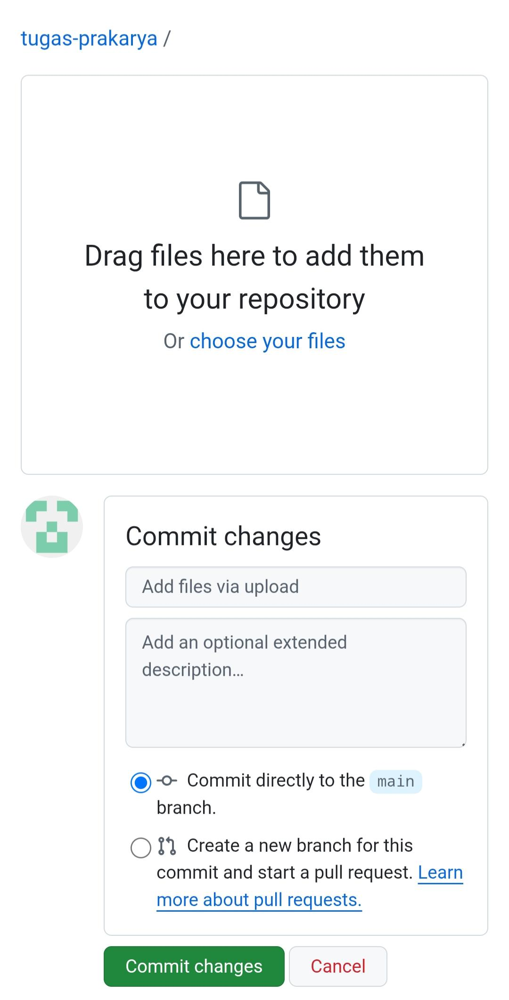 tugas-prakarya /
Drag files here to add them
to your repository
Or choose your files
Commit changes
Add files via upload
Add an optional extended
description…
Commit directly to the main
branch.
Create a new branch for this
commit and start a pull request. Learn
more about pull requests.
Commit changes
Cancel